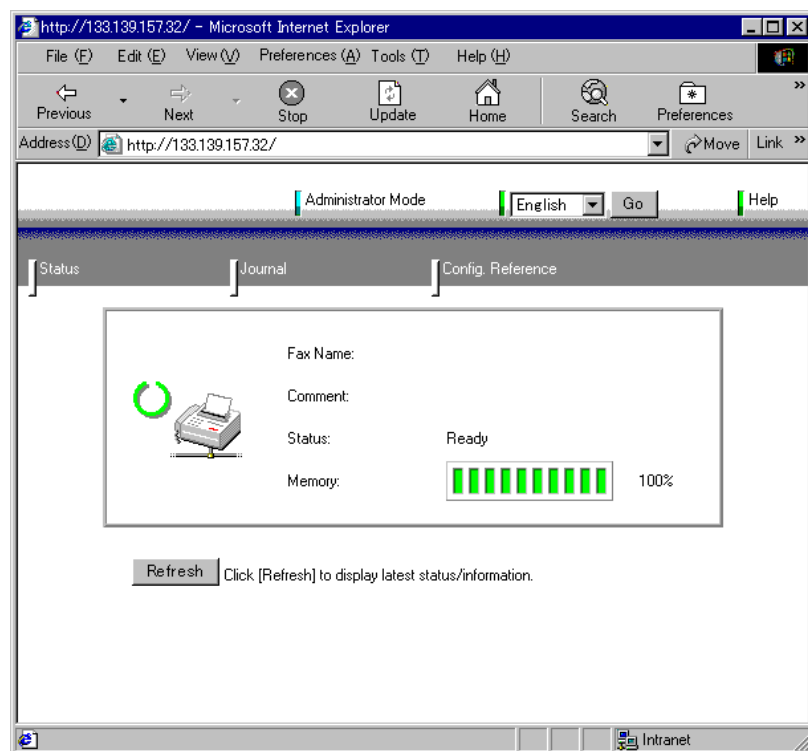 http://133.139.157.32/ - Microsoft Internet Explorer
File (F) Edit (E) View (V) Preferences (A) Tools (T) Help (H)
Previous Next Stop Update Home Search Preferences »
Address (D) http://133.139.157.32/ Move Link »
Administrator Mode English Go Help
Status Journal Config. Reference
Fax Name:
Comment:
Status: Ready
Memory: 100%
Refresh Click [Refresh] to display latest status/information.
Intranet